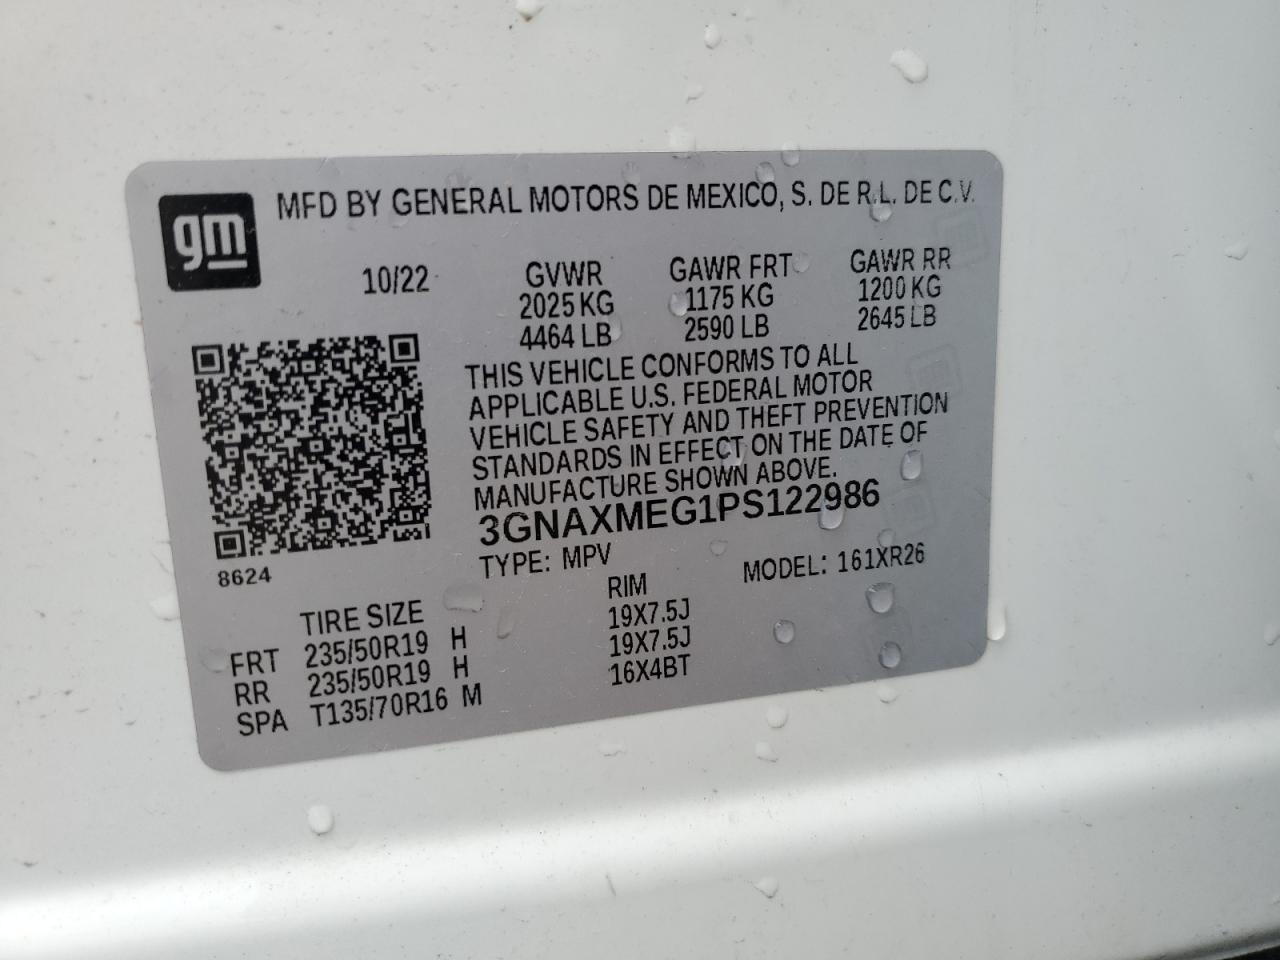 gm
MFD BY GENERAL MOTORS DE MEXICO, S. DE R.L. DE C.V.
10/22 GVWR GAWR FRT GAWR RR
2025 KG 1175 KG 1200 KG
4464 LB 2590 LB 2645 LB
THIS VEHICLE CONFORMS TO ALL
APPLICABLE U.S. FEDERAL MOTOR
VEHICLE SAFETY AND THEFT PREVENTION
STANDARDS IN EFFECT ON THE DATE OF
MANUFACTURE SHOWN ABOVE.
3GNAXMEG1PS122986
TYPE: MPV MODEL: 161XR26
8624
TIRE SIZE RIM
FRT 235/50R19 H 19X7.5J
RR 235/50R19 H 19X7.5J
SPA T135/70R16 M 16X4BT